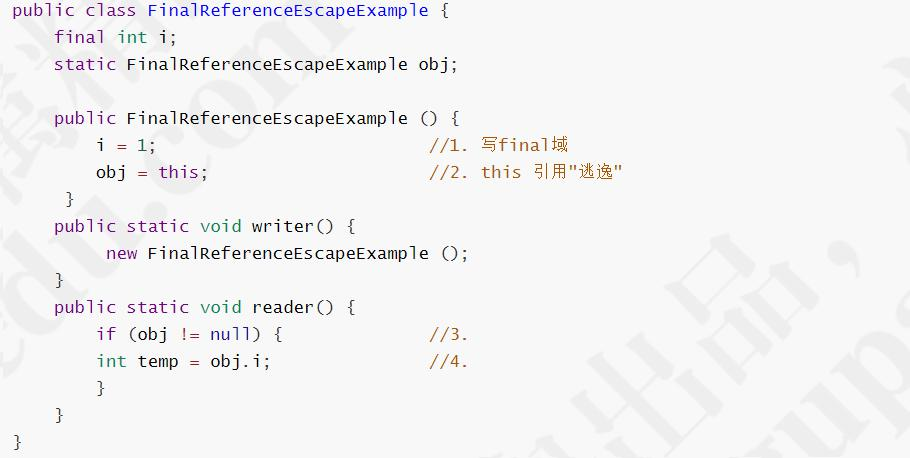 public class FinalReferenceEscapeExample {
final int i;
static FinalReferenceEscapeExample obj;
public FinalReferenceEscapeExample () {
i = 1; //1. 写final域
obj = this; //2. this 引用"逃逸"
}
public static void writer() {
new FinalReferenceEscapeExample ();
}
public static void reader() {
if (obj != null) { //3.
int temp = obj.i; //4.
}
}
}